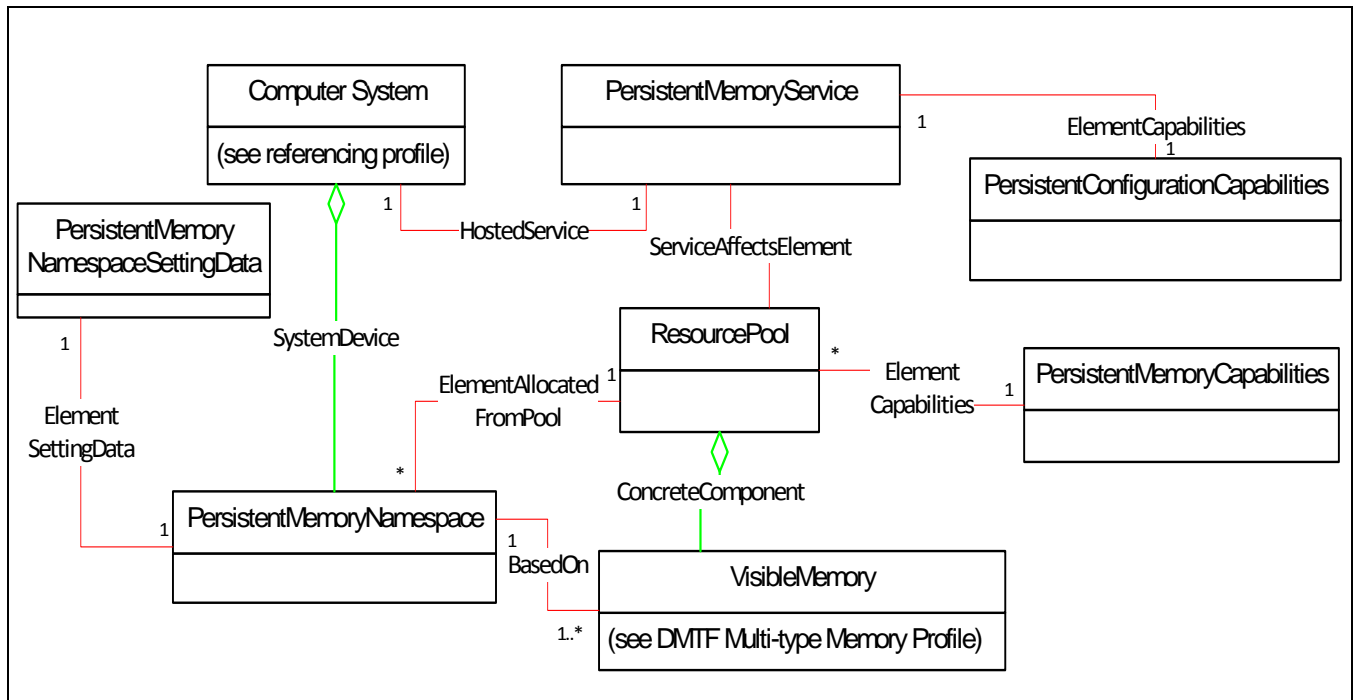 Computer System
(see referencing profile)
PersistentMemoryService
1
ElementCapabilities
1
PersistentConfigurationCapabilities
1
HostedService
1
ServiceAffectsElement
PersistentMemory
NamespaceSettingData
1
SystemDevice
ResourcePool
*
Element
Capabilities
1
PersistentMemoryCapabilities
ElementAllocated
FromPool
1
*
Element
SettingData
1
PersistentMemoryNamespace
1
BasedOn
1..*
ConcreteComponent
VisibleMemory
(see DMTF Multi-type Memory Profile)